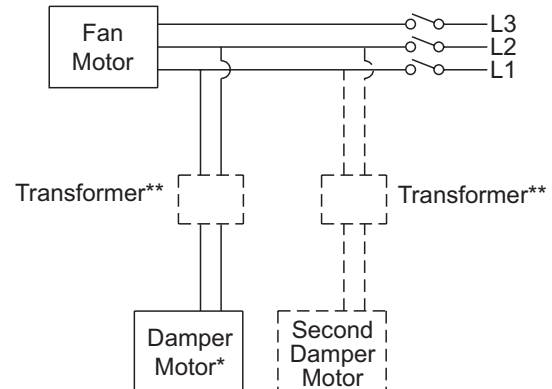 Fan
Motor
L3
L2
L1
Transformer**
Transformer**
Damper
Motor*
Second
Damper
Motor